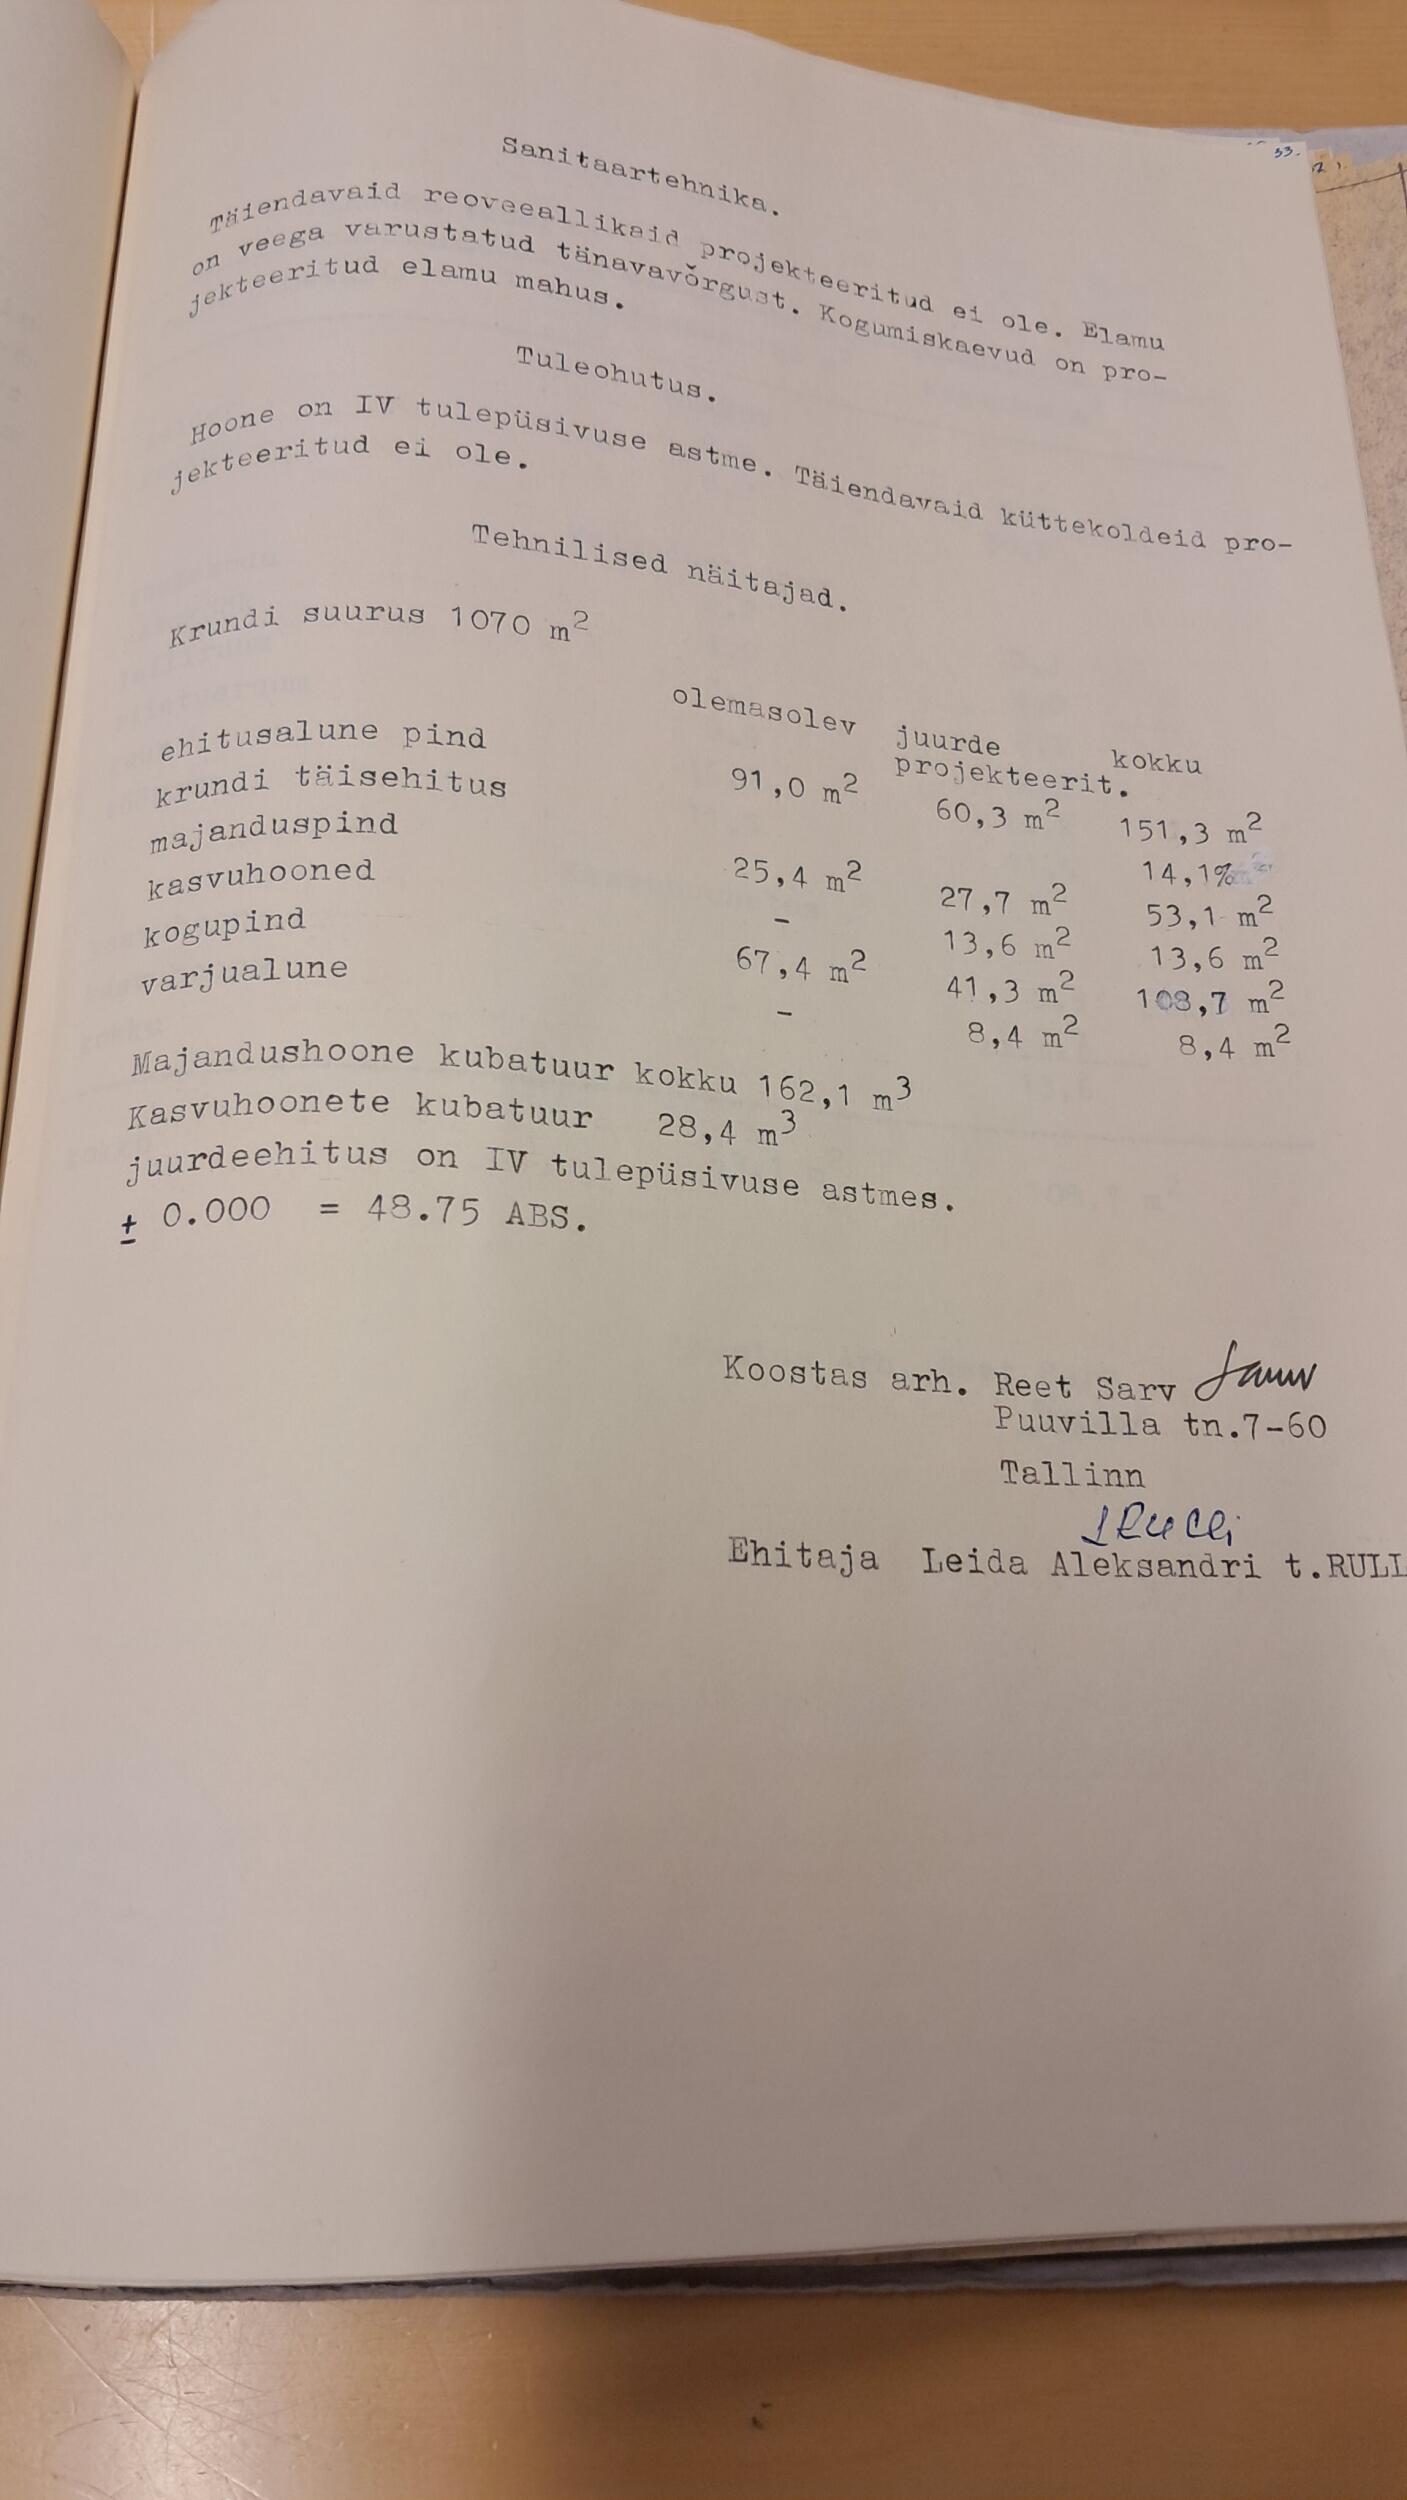 33.
Sanitaartehnika.
Täiendavaid reoveeallikaid projekteeritud ei ole. Elamu
on veega varustatud tänavavõrgust. Kogumiskaevud on pro-
jekteeritud elamu mahus.
Tuleohutus.
Hoone on IV tulepüsivuse astme. Täiendavaid küttekoldeid pro-
jekteeritud ei ole.
Tehnilised näitajad.
Krundi suurus 1070 m²
olemasolev juurde projekteerit. kokku
ehitusalune pind 91,0 m² 60,3 m² 151,3 m²
krundi täisehitus 14,1%
majanduspind 25,4 m² 27,7 m² 53,1 m²
kasvuhooned - 13,6 m² 13,6 m²
kogupind 67,4 m² 41,3 m² 108,7 m²
varjualune - 8,4 m² 8,4 m²
Majandushoone kubatuur kokku 162,1 m³
Kasvuhoonete kubatuur 28,4 m³
juurdeehitus on IV tulepüsivuse astmes.
± 0.000 = 48.75 ABS.
Koostas arh. Reet Sarv
Puuvilla tn.7-60
Tallinn
Ehitaja Leida Aleksandri t.RULL